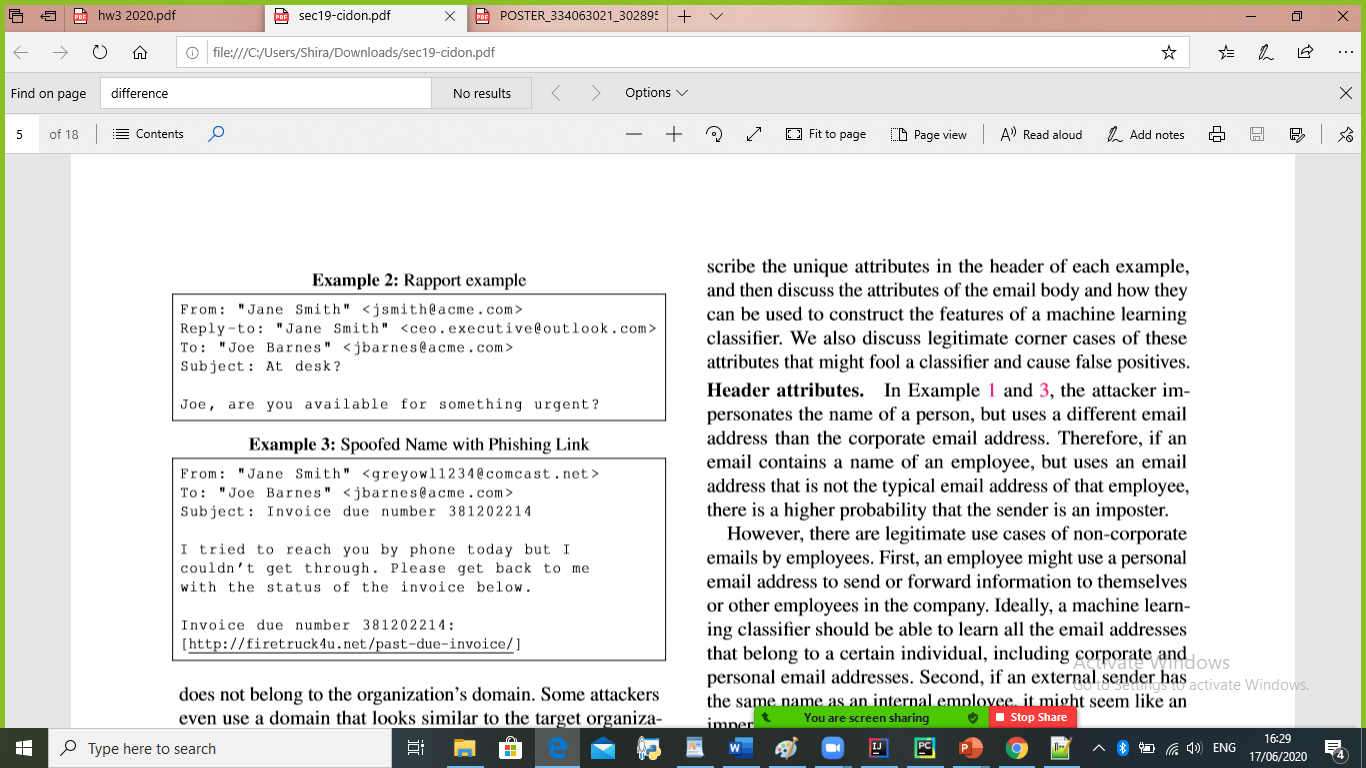 hw3 2020.pdf
sec19-cidon.pdf
POSTER_334063021_302895
file:///C:/Users/Shira/Downloads/sec19-cidon.pdf
Find on page
difference
No results
Options
5
of 18
Contents
Fit to page
Page view
Read aloud
Add notes
Example 2: Rapport example
From: "Jane Smith" <jsmith@acme.com>
Reply-to: "Jane Smith" <ceo.executive@outlook.com>
To: "Joe Barnes" <jbarnes@acme.com>
Subject: At desk?
Joe, are you available for something urgent?
Example 3: Spoofed Name with Phishing Link
From: "Jane Smith" <greyowl1234@comcast.net>
To: "Joe Barnes" <jbarnes@acme.com>
Subject: Invoice due number 381202214
I tried to reach you by phone today but I
couldn't get through. Please get back to me
with the status of the invoice below.
Invoice due number 381202214:
[http://firetruck4u.net/past-due-invoice/]
does not belong to the organization's domain. Some attackers
even use a domain that looks similar to the target organiza-
scribe the unique attributes in the header of each example,
and then discuss the attributes of the email body and how they
can be used to construct the features of a machine learning
classifier. We also discuss legitimate corner cases of these
attributes that might fool a classifier and cause false positives.
Header attributes. In Example 1 and 3, the attacker im-
personates the name of a person, but uses a different email
address than the corporate email address. Therefore, if an
email contains a name of an employee, but uses an email
address that is not the typical email address of that employee,
there is a higher probability that the sender is an imposter.
However, there are legitimate use cases of non-corporate
emails by employees. First, an employee might use a personal
email address to send or forward information to themselves
or other employees in the company. Ideally, a machine learn-
ing classifier should be able to learn all the email addresses
that belong to a certain individual, including corporate and
personal email addresses. Second, if an external sender has
the same name as an internal employee, it might seem like an
imper
Activate Windows
Go to Settings to activate Windows.
You are screen sharing
Stop Share
Type here to search
ENG
16:29
17/06/2020
4